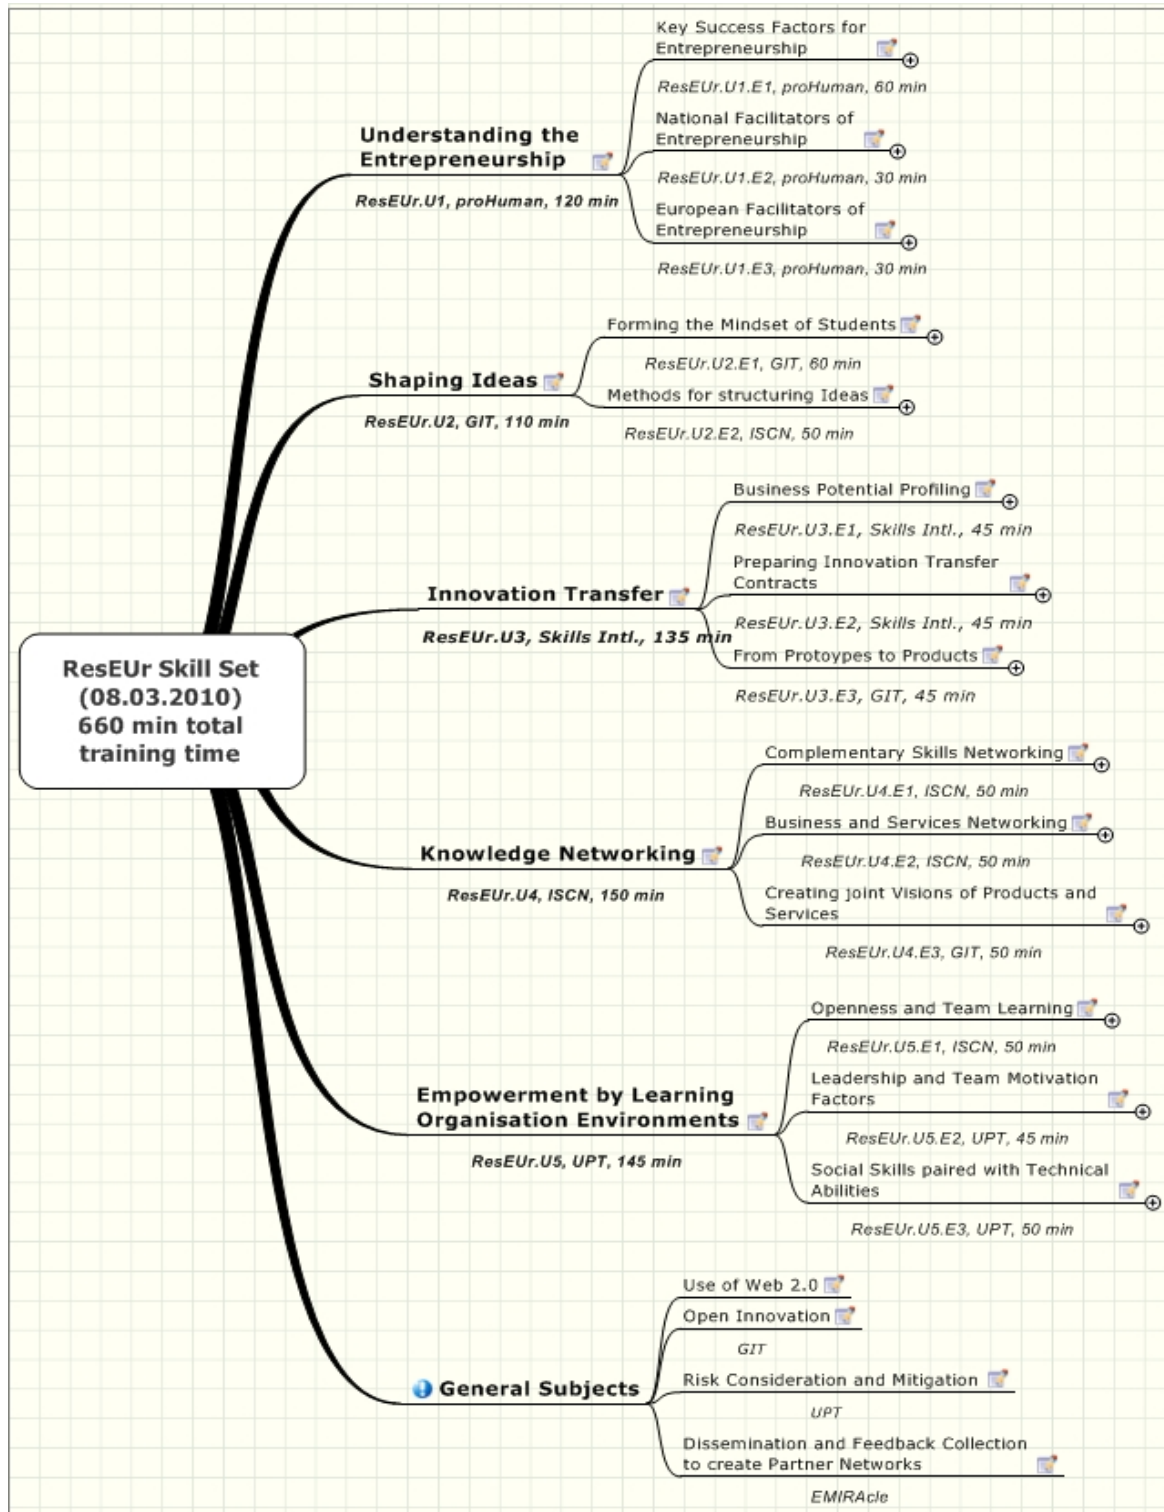 Key Success Factors for
Entrepreneurship
ResEUr.U1.E1, proHuman, 60 min
National Facilitators of
Entrepreneurship
ResEUr.U1.E2, proHuman, 30 min
European Facilitators of
Entrepreneurship
ResEUr.U1.E3, proHuman, 30 min
Understanding the
Entrepreneurship
ResEUr.U1, proHuman, 120 min
Forming the Mindset of Students
ResEUr.U2.E1, GIT, 60 min
Methods for structuring Ideas
ResEUr.U2.E2, ISCN, 50 min
Shaping Ideas
ResEUr.U2, GIT, 110 min
Business Potential Profiling
ResEUr.U3.E1, Skills Intl., 45 min
Preparing Innovation Transfer
Contracts
ResEUr.U3.E2, Skills Intl., 45 min
From Protoypes to Products
ResEUr.U3.E3, GIT, 45 min
Innovation Transfer
ResEUr.U3, Skills Intl., 135 min
ResEUr Skill Set
(08.03.2010)
660 min total
training time
Complementary Skills Networking
ResEUr.U4.E1, ISCN, 50 min
Business and Services Networking
ResEUr.U4.E2, ISCN, 50 min
Creating joint Visions of Products and
Services
ResEUr.U4.E3, GIT, 50 min
Knowledge Networking
ResEUr.U4, ISCN, 150 min
Openness and Team Learning
ResEUr.U5.E1, ISCN, 50 min
Leadership and Team Motivation
Factors
ResEUr.U5.E2, UPT, 45 min
Social Skills paired with Technical
Abilities
ResEUr.U5.E3, UPT, 50 min
Empowerment by Learning
Organisation Environments
ResEUr.U5, UPT, 145 min
Use of Web 2.0
Open Innovation
GIT
Risk Consideration and Mitigation
UPT
Dissemination and Feedback Collection
to create Partner Networks
EMIRAcle
General Subjects